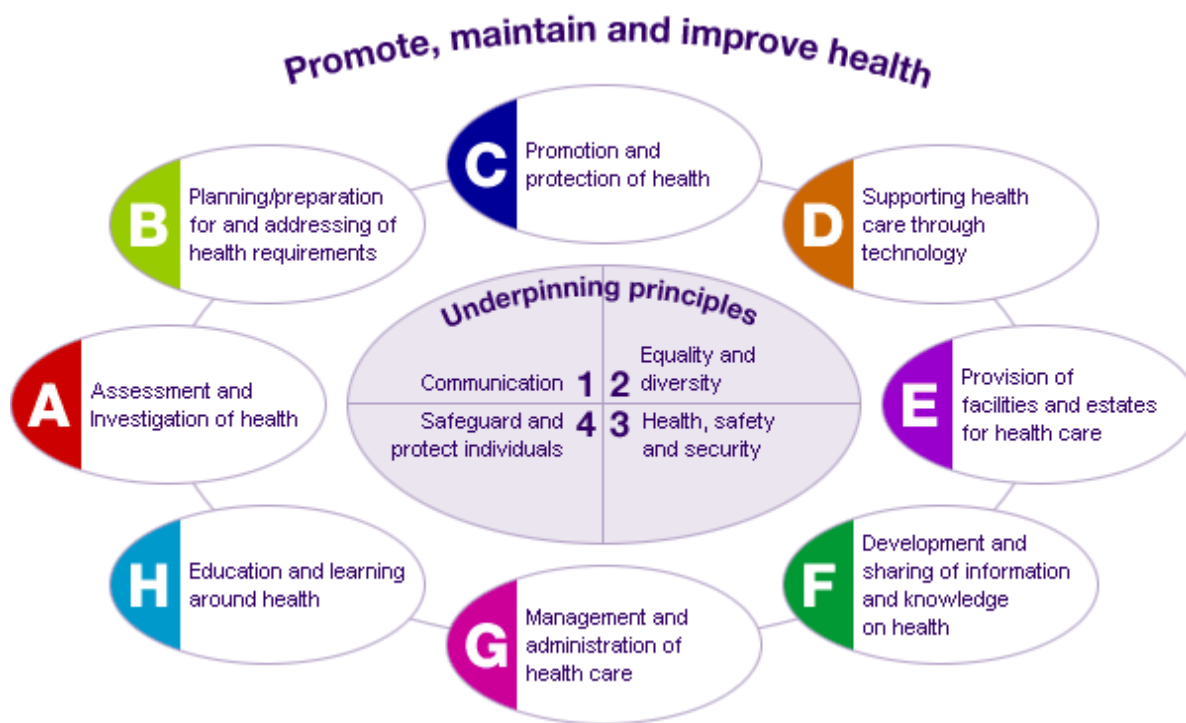 Promote, maintain and improve health
C
Promotion and
protection of health
B
Planning/preparation
for and addressing of
health requirements
D
Supporting health
care through
technology
Underpinning principles
Communication 1
2 Equality and
diversity
Safeguard and
protect individuals 4
3 Health, safety
and security
A
Assessment and
Investigation of health
E
Provision of
facilities and estates
for health care
H
Education and learning
around health
F
Development and
sharing of information
and knowledge
on health
G
Management and
administration of
health care